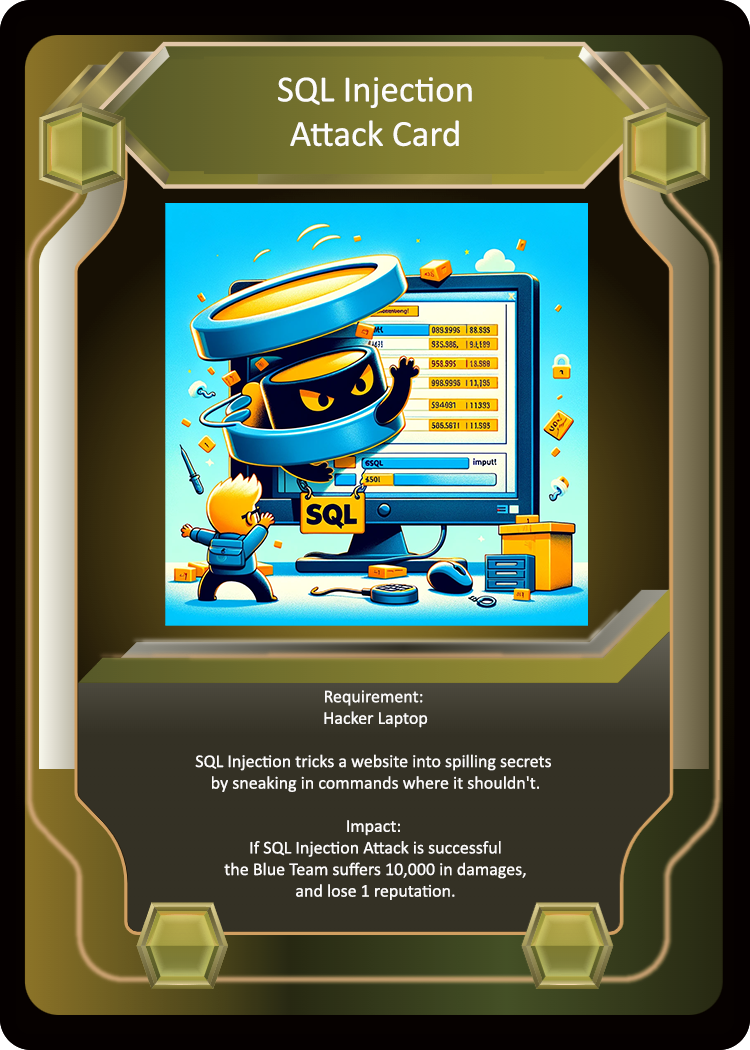 SQL Injection
Attack Card
SQL
imput!
Requirement:
Hacker Laptop
SQL Injection tricks a website into spilling secrets
by sneaking in commands where it shouldn't.
Impact:
If SQL Injection Attack is successful
the Blue Team suffers 10,000 in damages,
and lose 1 reputation.